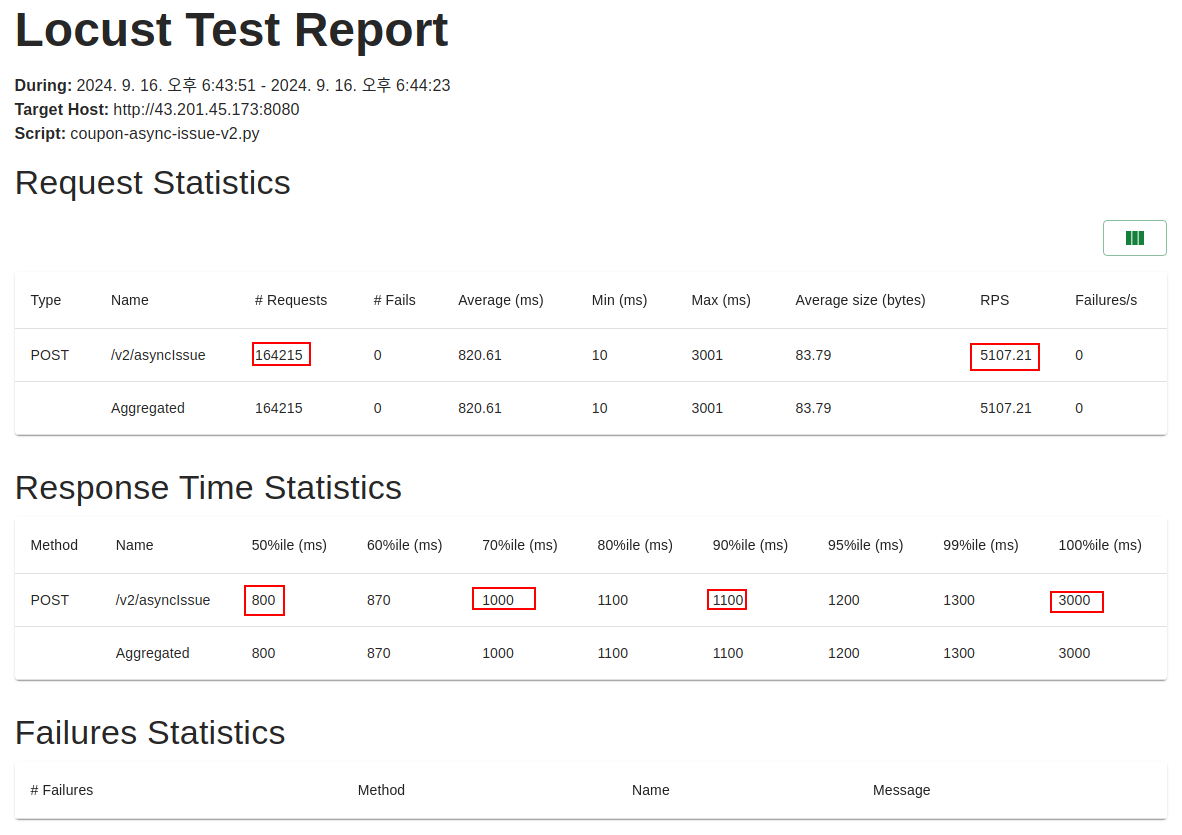 Locust Test Report
During: 2024. 9. 16. 오후 6:43:51 - 2024. 9. 16. 오후 6:44:23
Target Host: http://43.201.45.173:8080
Script: coupon-async-issue-v2.py
Request Statistics
Type Name # Requests # Fails Average (ms) Min (ms) Max (ms) Average size (bytes) RPS Failures/s
POST /v2/asyncIssue 164215 0 820.61 10 3001 83.79 5107.21 0
Aggregated 164215 0 820.61 10 3001 83.79 5107.21 0
Response Time Statistics
Method Name 50%ile (ms) 60%ile (ms) 70%ile (ms) 80%ile (ms) 90%ile (ms) 95%ile (ms) 99%ile (ms) 100%ile (ms)
POST /v2/asyncIssue 800 870 1000 1100 1100 1200 1300 3000
Aggregated 800 870 1000 1100 1100 1200 1300 3000
Failures Statistics
# Failures Method Name Message